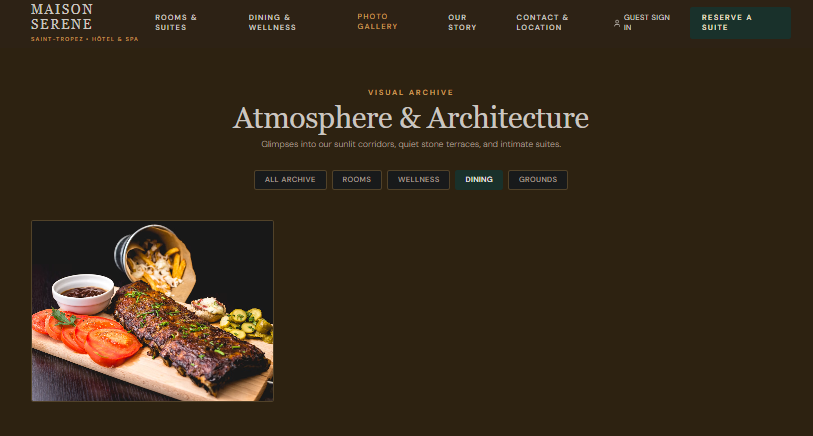 MAISON
SERENE
SAINT-TROPEZ • HÔTEL & SPA
ROOMS &
SUITES
DINING &
WELLNESS
PHOTO
GALLERY
OUR
STORY
CONTACT &
LOCATION
GUEST SIGN
IN
RESERVE A
SUITE
VISUAL ARCHIVE
Atmosphere & Architecture
Glimpses into our sunlit corridors, quiet stone terraces, and intimate suites.
ALL ARCHIVE
ROOMS
WELLNESS
DINING
GROUNDS